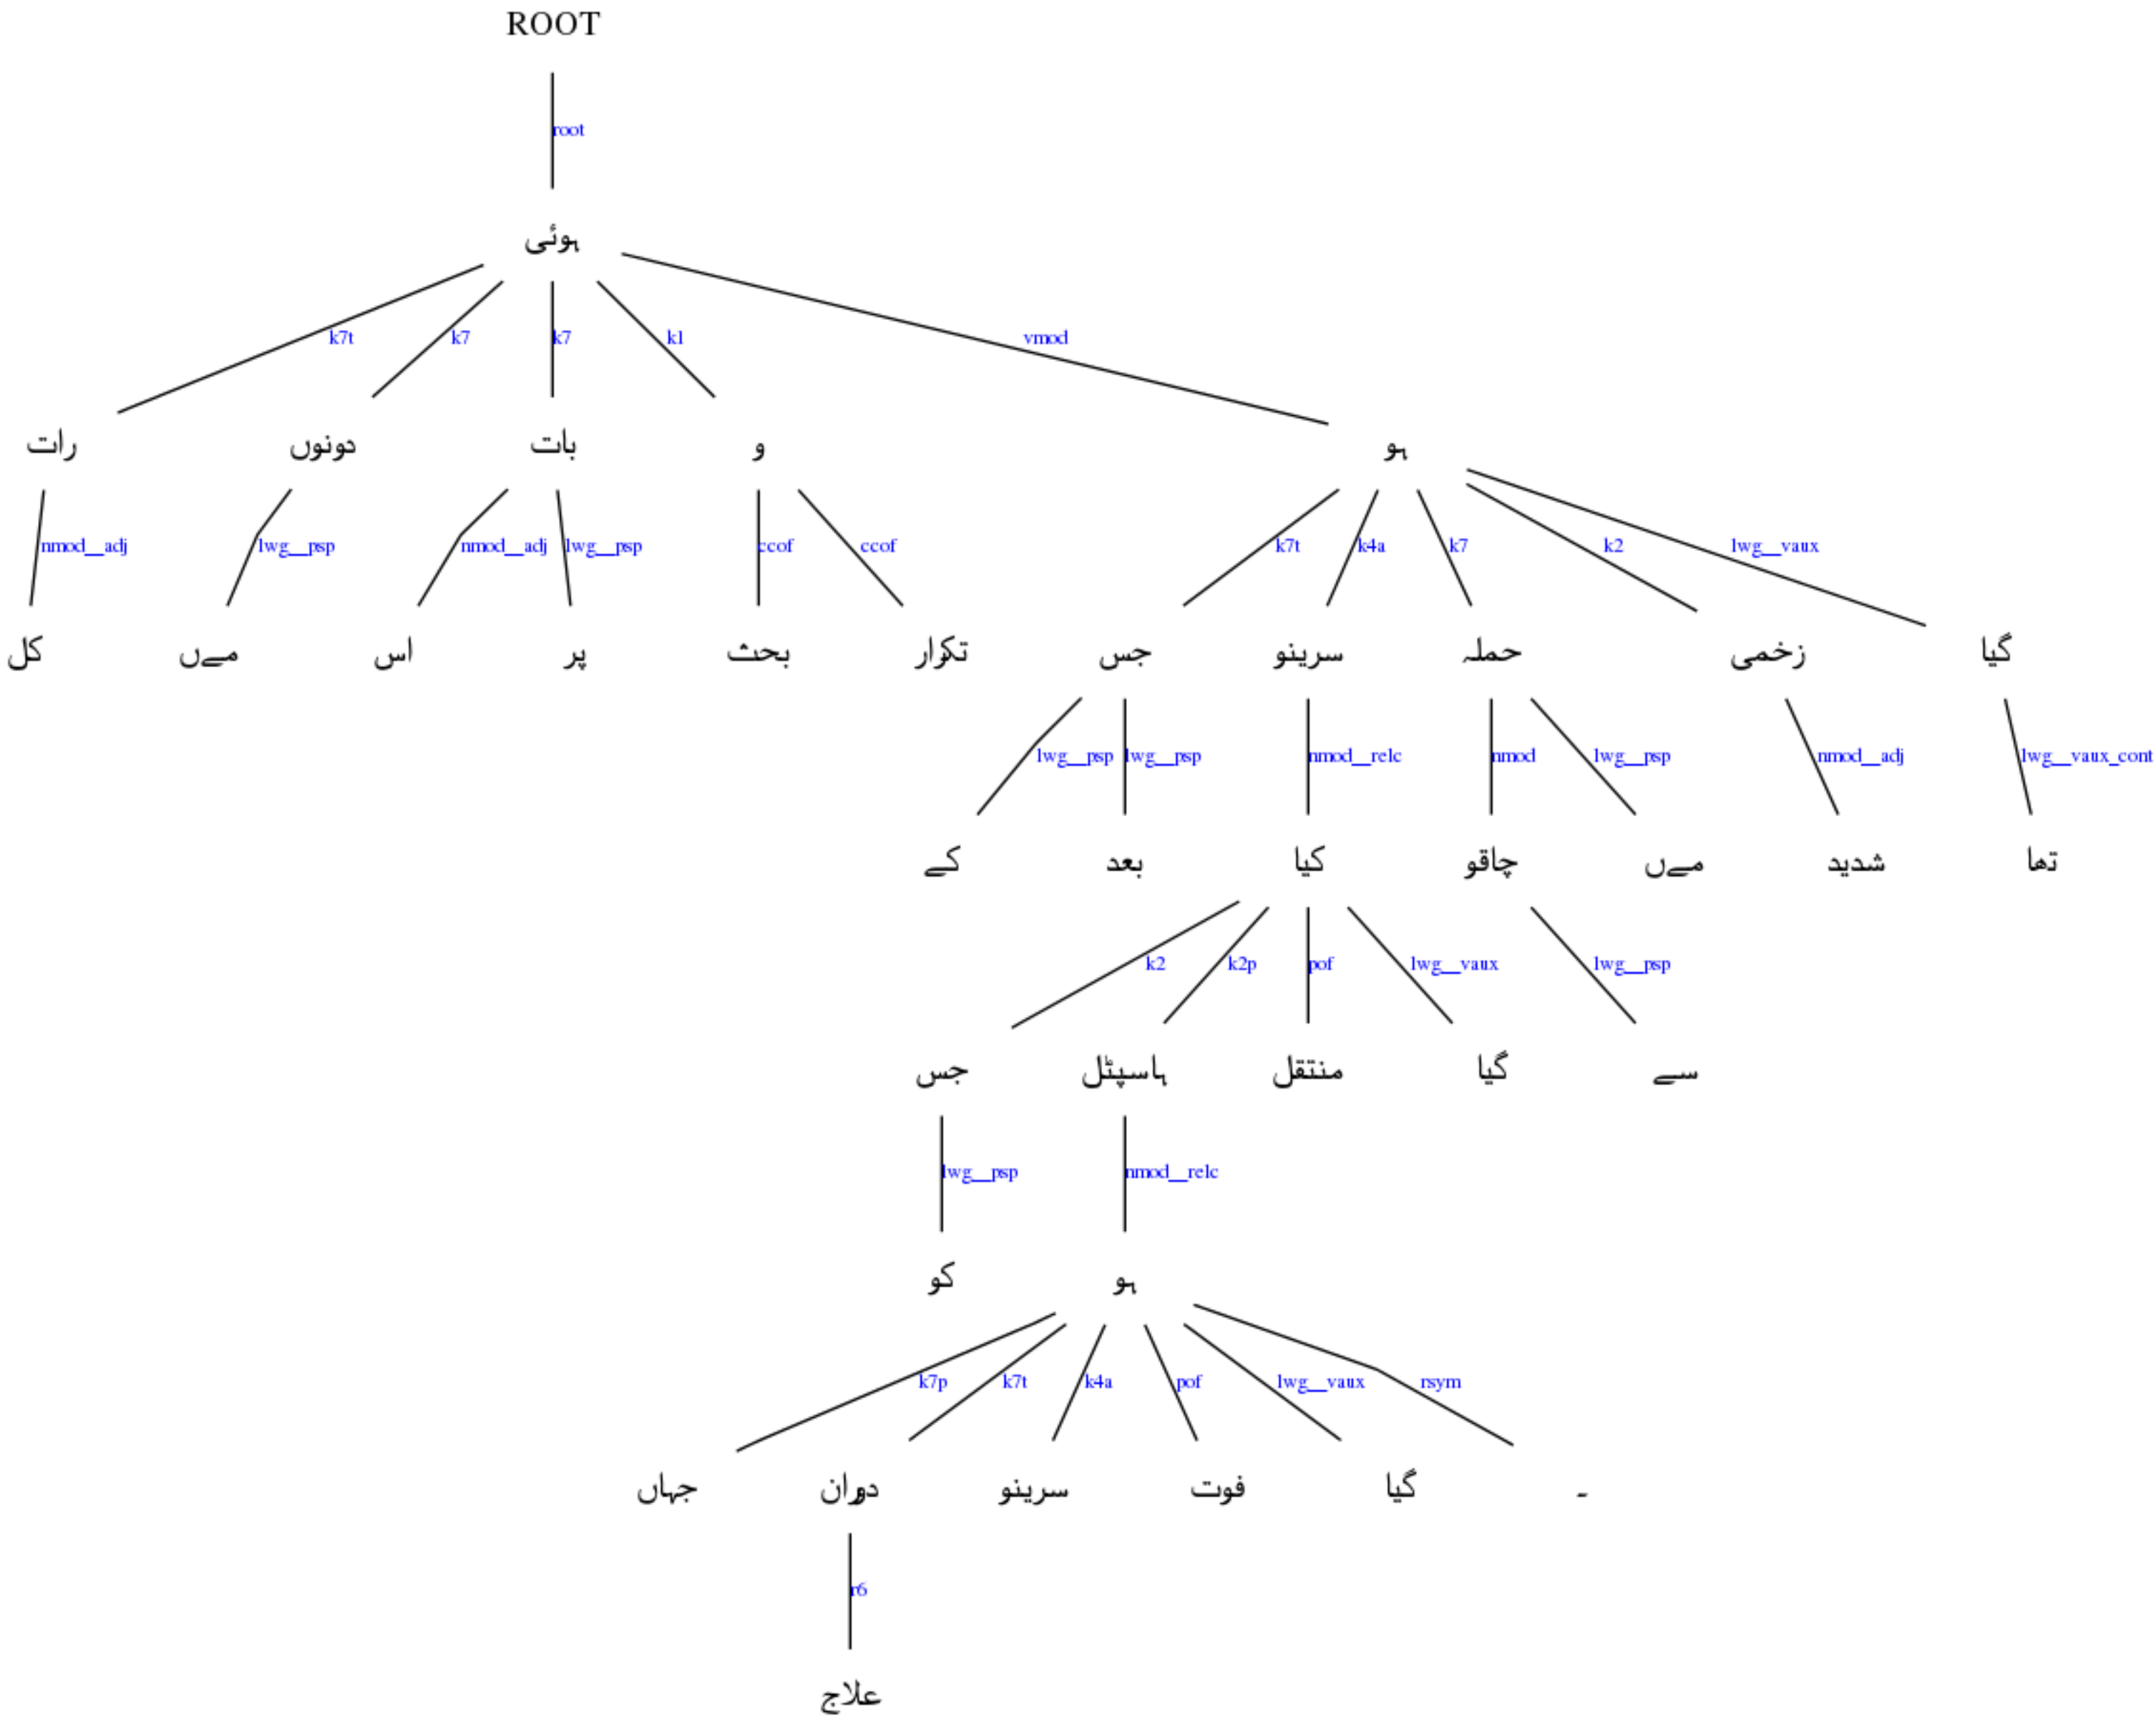 ROOT
root
ہوئی
k7t k7 k7 k1 vmod
رات دونوں بات و ہو
nmod__adj lwg__psp nmod__adj lwg__psp ccof ccof k7t k4a k7 k2 lwg__vaux
کل مےں اس پر بحث تکرار جس سرینو حملہ زخمی گیا
lwg__psp lwg__psp nmod__relc nmod lwg__psp nmod__adj lwg__vaux_cont
کے بعد کیا چاقو مےں شدید تھا
k2 k2p pof lwg__vaux lwg__psp
جس ہاسپٹل منتقل گیا سے
lwg__psp nmod__relc
کو ہو
k7p k7t k4a pof lwg__vaux rsym
جہاں دوران سرینو فوت گیا ۔
r6
علاج